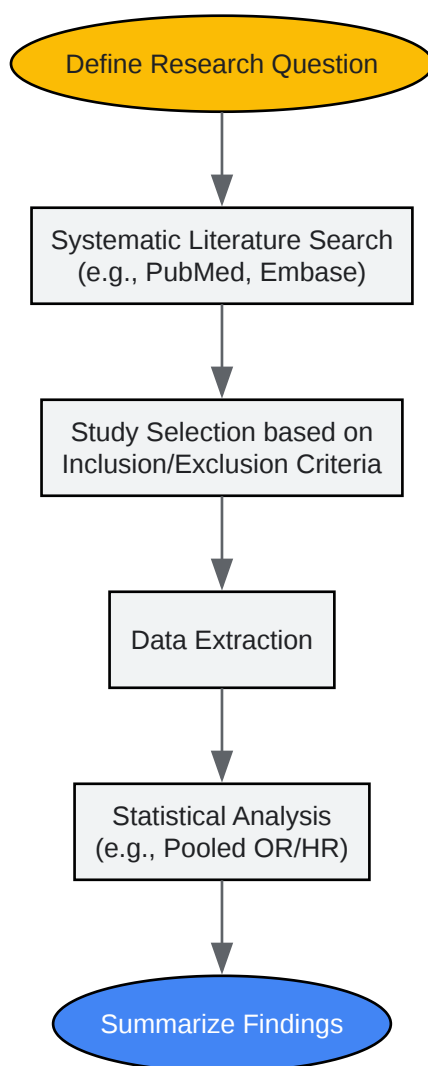 Define Research Question
Systematic Literature Search
(e.g., PubMed, Embase)
Study Selection based on
Inclusion/Exclusion Criteria
Data Extraction
Statistical Analysis
(e.g., Pooled OR/HR)
Summarize Findings